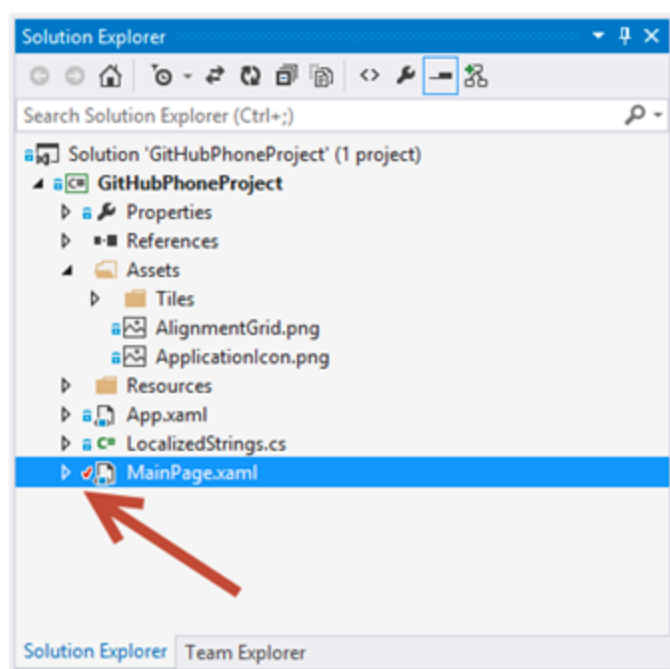 Solution Explorer
Search Solution Explorer (Ctrl+;)
Solution 'GitHubPhoneProject' (1 project)
C# GitHubPhoneProject
Properties
References
Assets
Tiles
AlignmentGrid.png
ApplicationIcon.png
Resources
App.xaml
C# LocalizedStrings.cs
MainPage.xaml
Solution Explorer Team Explorer